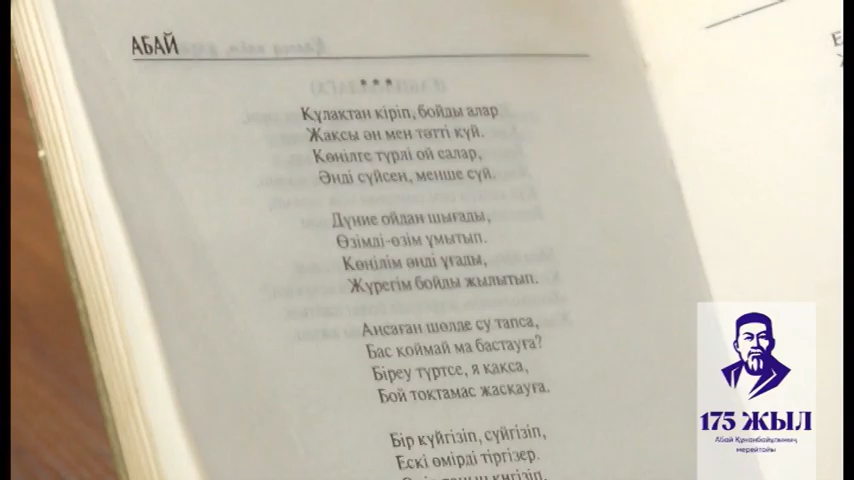 АБАЙ
***
Құлақтан кіріп, бойды алар
Жақсы ән мен тәтті күй.
Көңілге түрлі ой салар,
Әнді сүйсең, менше сүй.
Дүние ойдан шығады,
Өзімді-өзім ұмытып.
Көңілім әнді ұғады,
Жүрегім бойды жылытып.
Аңсаған шөлде су тапса,
Бас қоймай ма бастауға?
Біреу түртсе, я қақса,
Бой тоқтамас жасқауға.
Бір күйгізіп, сүйгізіп,
Ескі өмірді тіргізер.
175 ЖЫЛ
Абай Құнанбайұлының
мерейтойы